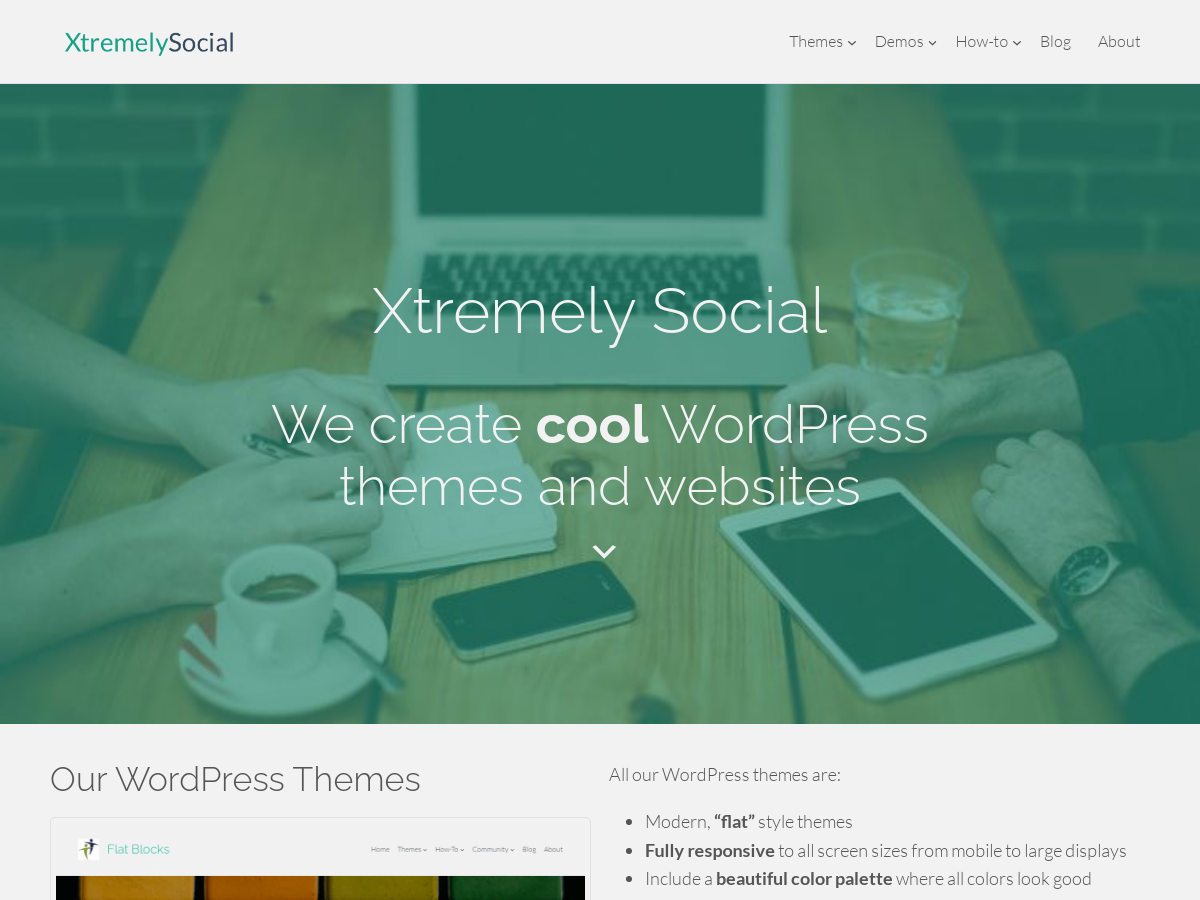 XtremelySocial
Themes Demos How-to Blog About
Xtremely Social
We create cool WordPress
themes and websites
Our WordPress Themes
Flat Blocks
Home Themes How-To Community Blog About
All our WordPress themes are:
Modern, “flat” style themes
Fully responsive to all screen sizes from mobile to large displays
Include a beautiful color palette where all colors look good